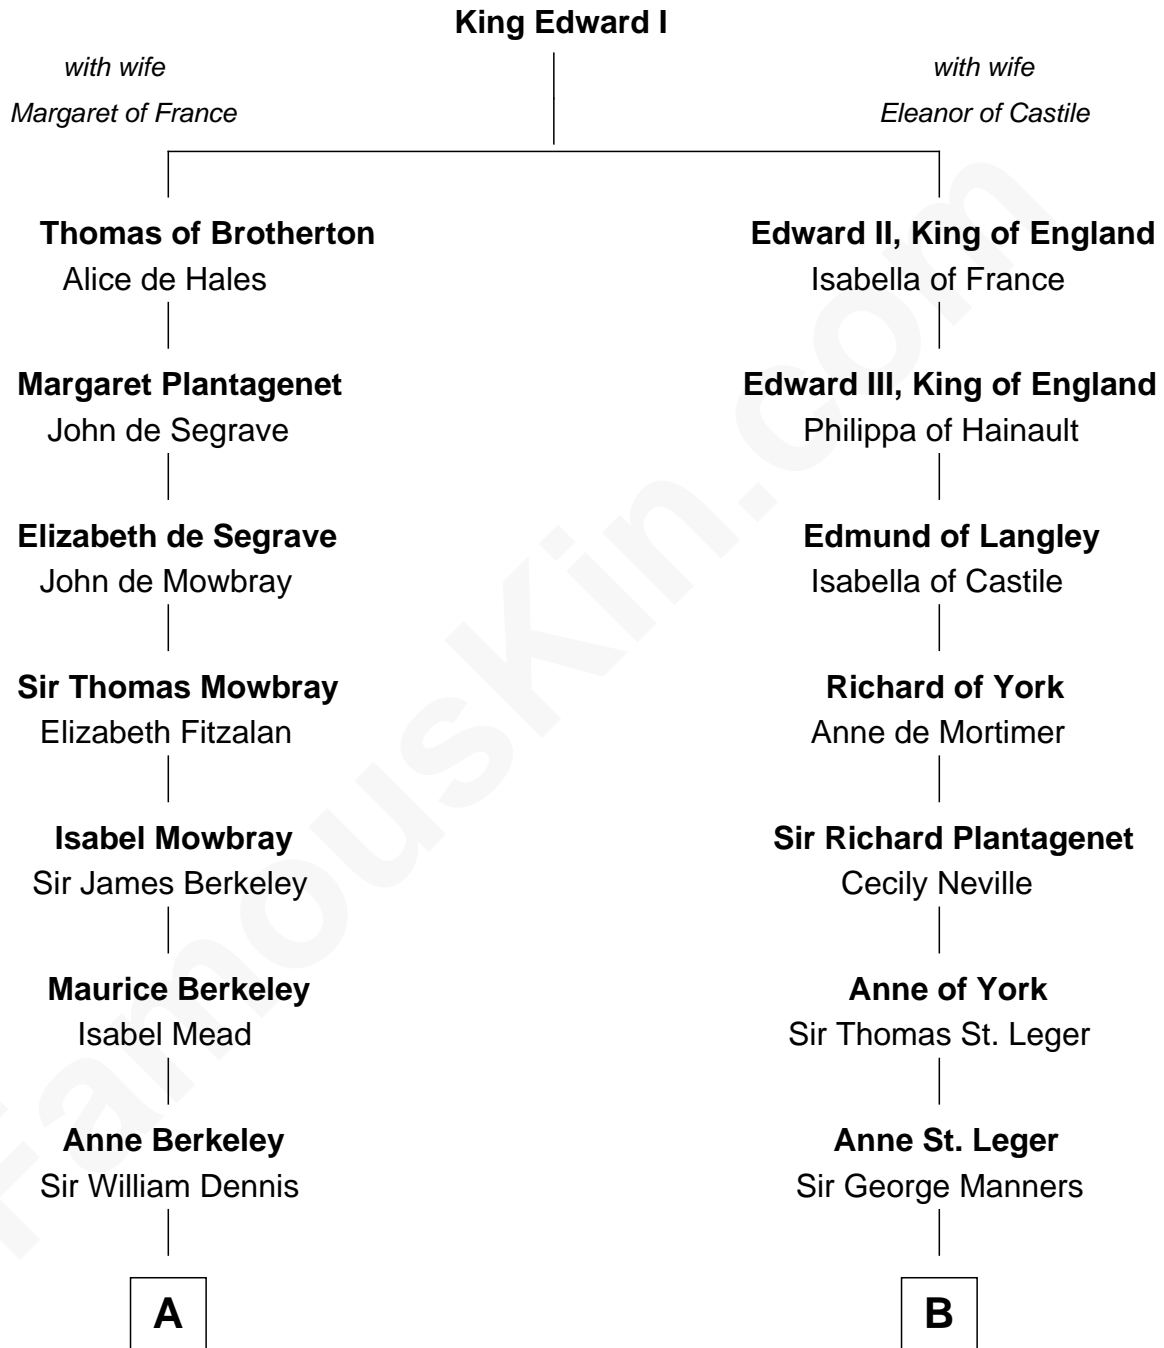 King Edward I
with wife
Margaret of France
with wife
Eleanor of Castile
Thomas of Brotherton
Alice de Hales
Edward II, King of England
Isabella of France
Margaret Plantagenet
John de Segrave
Edward III, King of England
Philippa of Hainault
Elizabeth de Segrave
John de Mowbray
Edmund of Langley
Isabella of Castile
Sir Thomas Mowbray
Elizabeth Fitzalan
Richard of York
Anne de Mortimer
Isabel Mowbray
Sir James Berkeley
Sir Richard Plantagenet
Cecily Neville
Maurice Berkeley
Isabel Mead
Anne of York
Sir Thomas St. Leger
Anne Berkeley
Sir William Dennis
Anne St. Leger
Sir George Manners
A
B
FamousKin.com